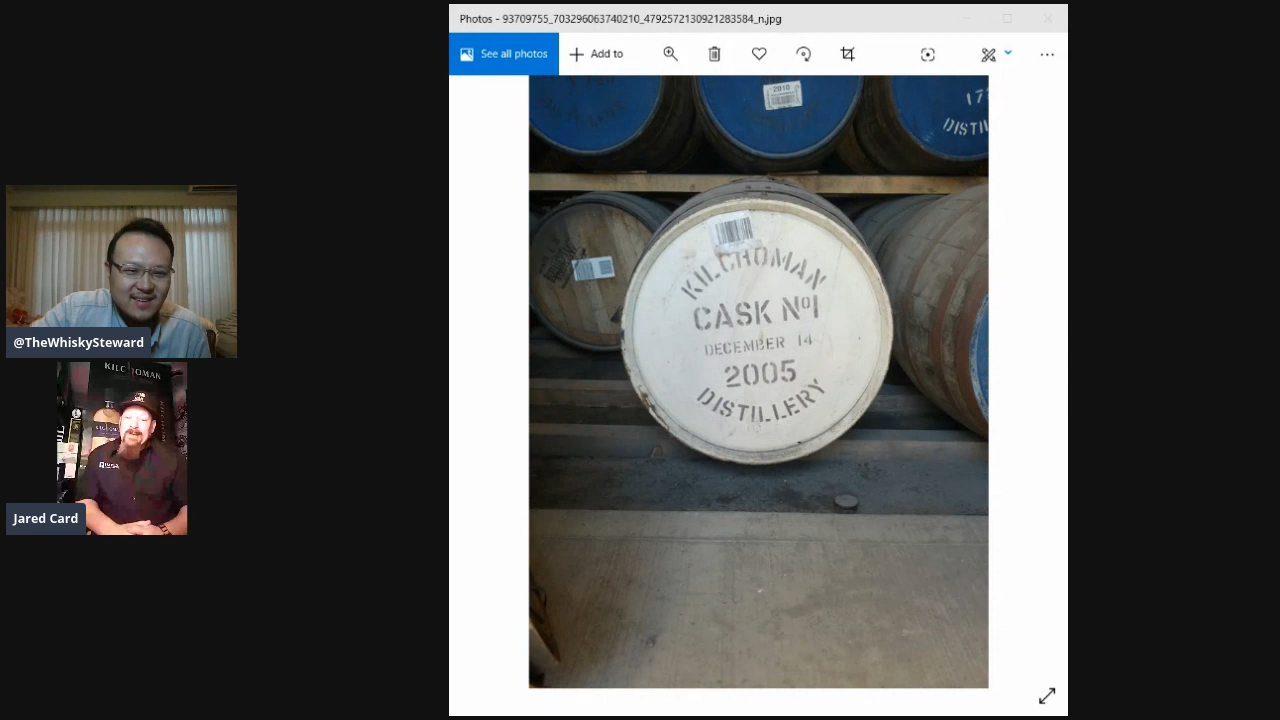 Photos - 93709755_703296063740210_4792572130921283584_n.jpg
See all photos
Add to
2010
DISTIL
KILCHOMAN
CASK Nº1
DECEMBER 14
2005
DISTILLERY
@TheWhiskySteward
KILCHOMAN
Jared Card